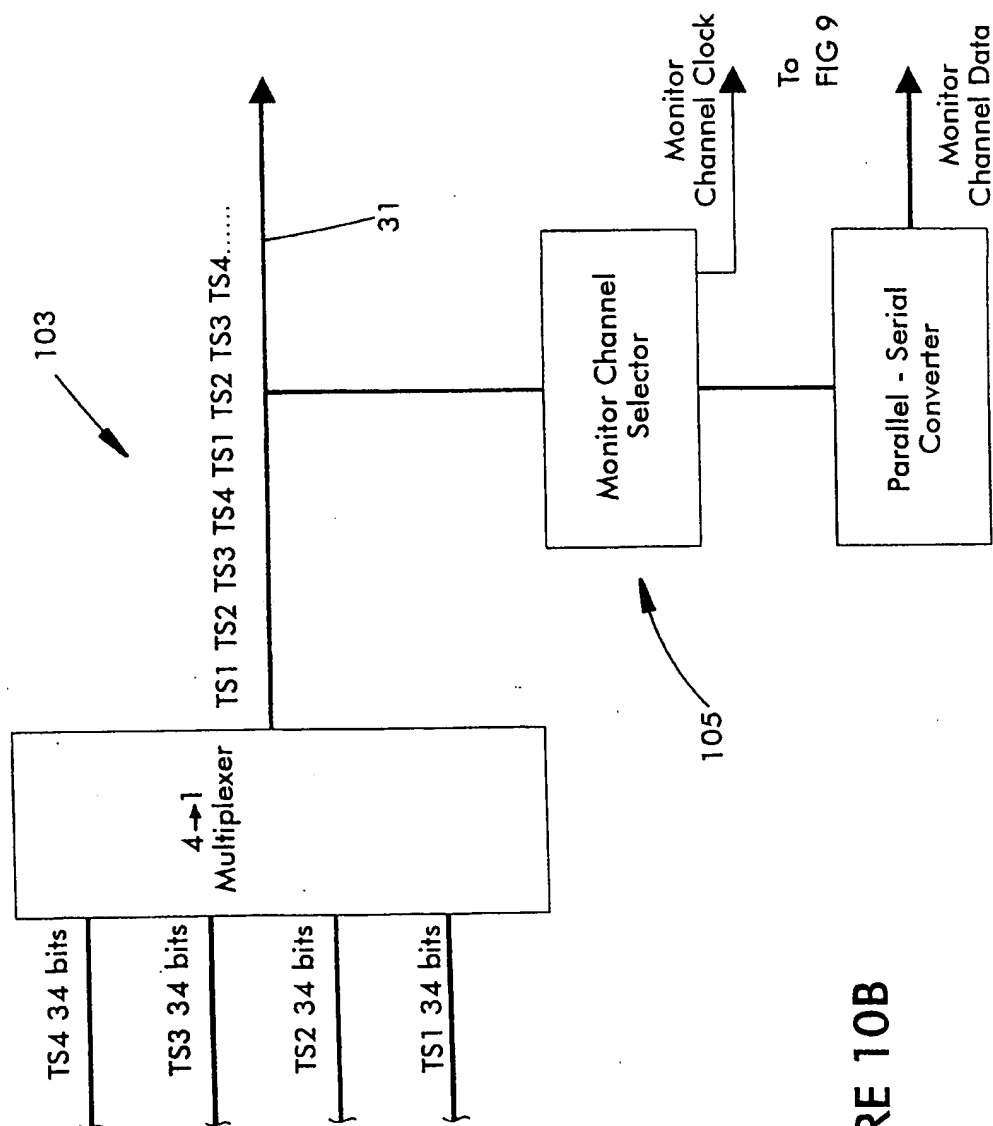 103
TS4 34 bits
TS3 34 bits
TS2 34 bits
TS1 34 bits
4→1
Multiplexer
TS1 TS2 TS3 TS4 TS1 TS2 TS3 TS4.......
31
105
Monitor Channel
Selector
Monitor
Channel Clock
To
FIG 9
Parallel - Serial
Converter
Monitor
Channel Data
RE 10B